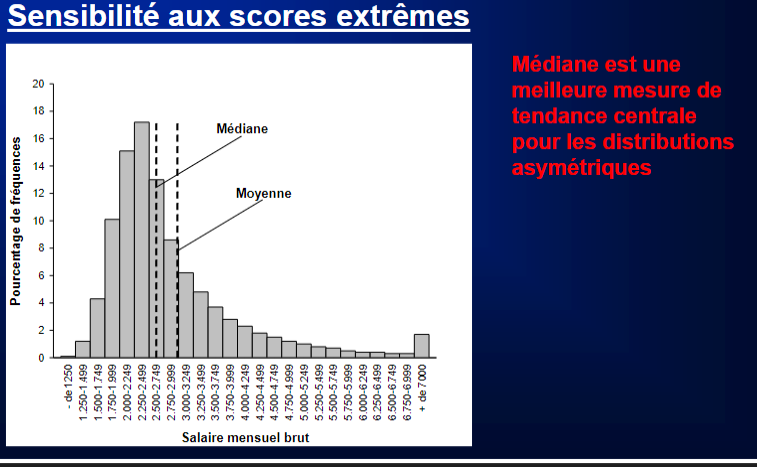 Sensibilité aux scores extrêmes
Médiane est une
meilleure mesure de
tendance centrale
pour les distributions
asymétriques
Pourcentage de fréquences
20
18
16
14
12
10
8
6
4
2
0
Médiane
Moyenne
- de 1250
1.250-1.499
1.500-1.749
1.750-1.999
2.000-2.249
2.250-2.499
2.500-2.749
2.750-2.999
3.000-3.249
3.250-3.499
3.500-3.749
3.750-3.999
4.000-4.249
4.250-4.499
4.500-4.749
4.750-4.999
5.000-5.249
5.250-5.499
5.500-5.749
5.750-5.999
6.000-6.249
6.250-6.499
6.500-6.749
6.750-6.999
+ de 7000
Salaire mensuel brut